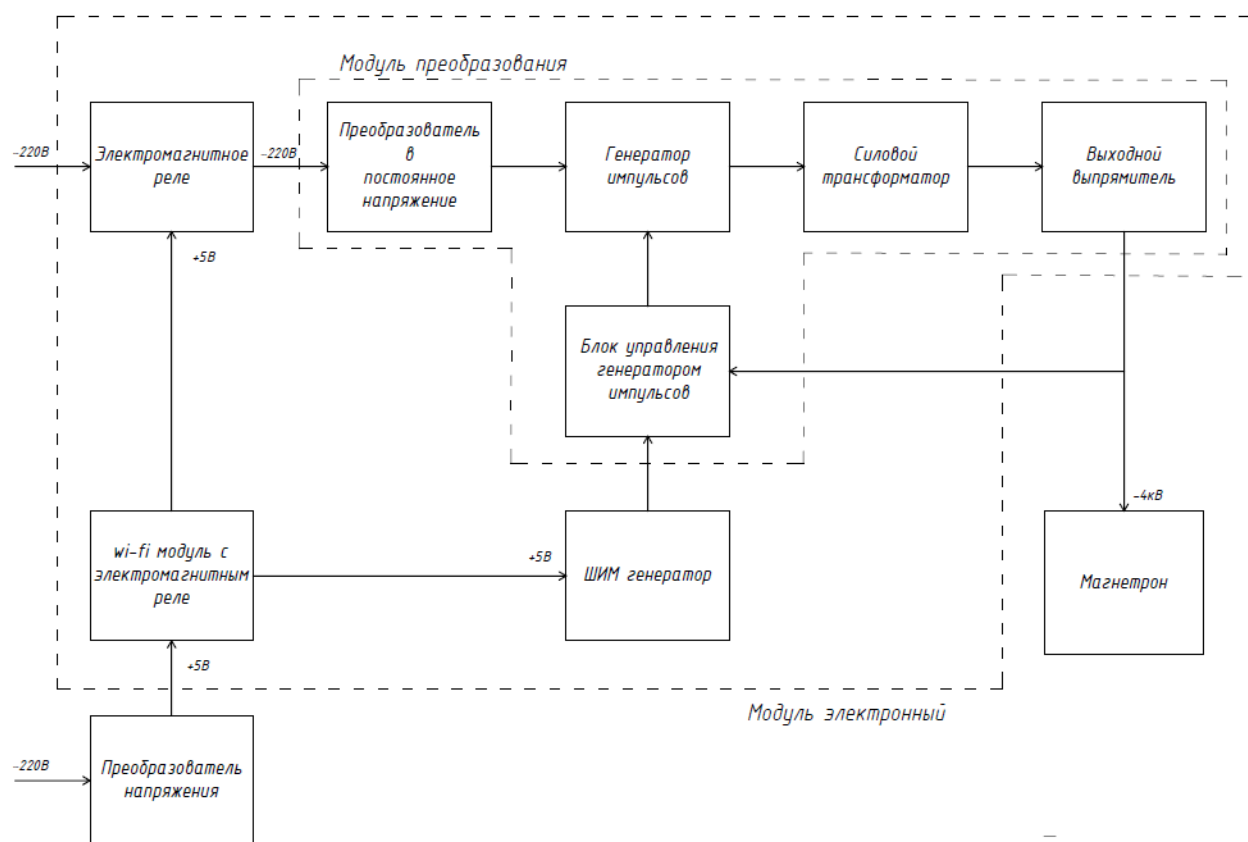 Модуль преобразования
-220В
Электромагнитное
реле
-220В
Преобразователь
в
постоянное
напряжение
Генератор
импульсов
Силовой
трансформатор
Выходной
выпрямитель
+5В
Блок управления
генератором
импульсов
-4кВ
wi-fi модуль с
электромагнитным
реле
+5В
ШИМ генератор
Магнетрон
+5В
Модуль электронный
-220В
Преобразователь
напряжения